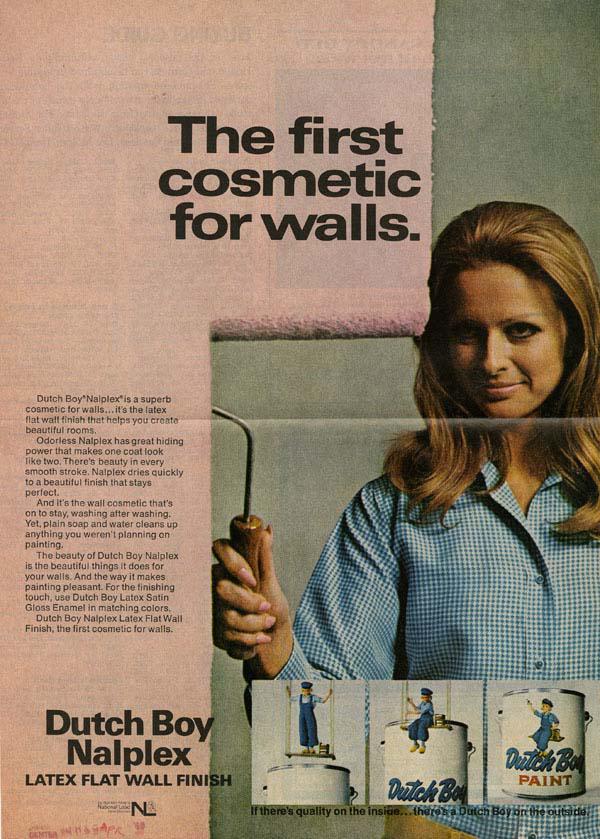 The first
cosmetic
for walls.
Dutch Boy® Nalplex® is a superb
cosmetic for walls...it's the latex
flat wall finish that helps you create
beautiful rooms.
Odorless Nalplex has great hiding
power that makes one coat look
like two. There's beauty in every
smooth stroke. Nalplex dries quickly
to a beautiful finish that stays
perfect.
And it's the wall cosmetic that's
on to stay, washing after washing.
Yet, plain soap and water cleans up
anything you weren't planning on
painting.
The beauty of Dutch Boy Nalplex
is the beautiful things it does for
your walls. And the way it makes
painting pleasant. For the finishing
touch, use Dutch Boy Latex Satin
Gloss Enamel in matching colors.
Dutch Boy Nalplex Latex Flat Wall
Finish, the first cosmetic for walls.
Dutch Boy
Nalplex
LATEX FLAT WALL FINISH
National Lead
NL
Dutch Boy
Dutch Boy
PAINT
If there's quality on the inside... there's a Dutch Boy on the outside.